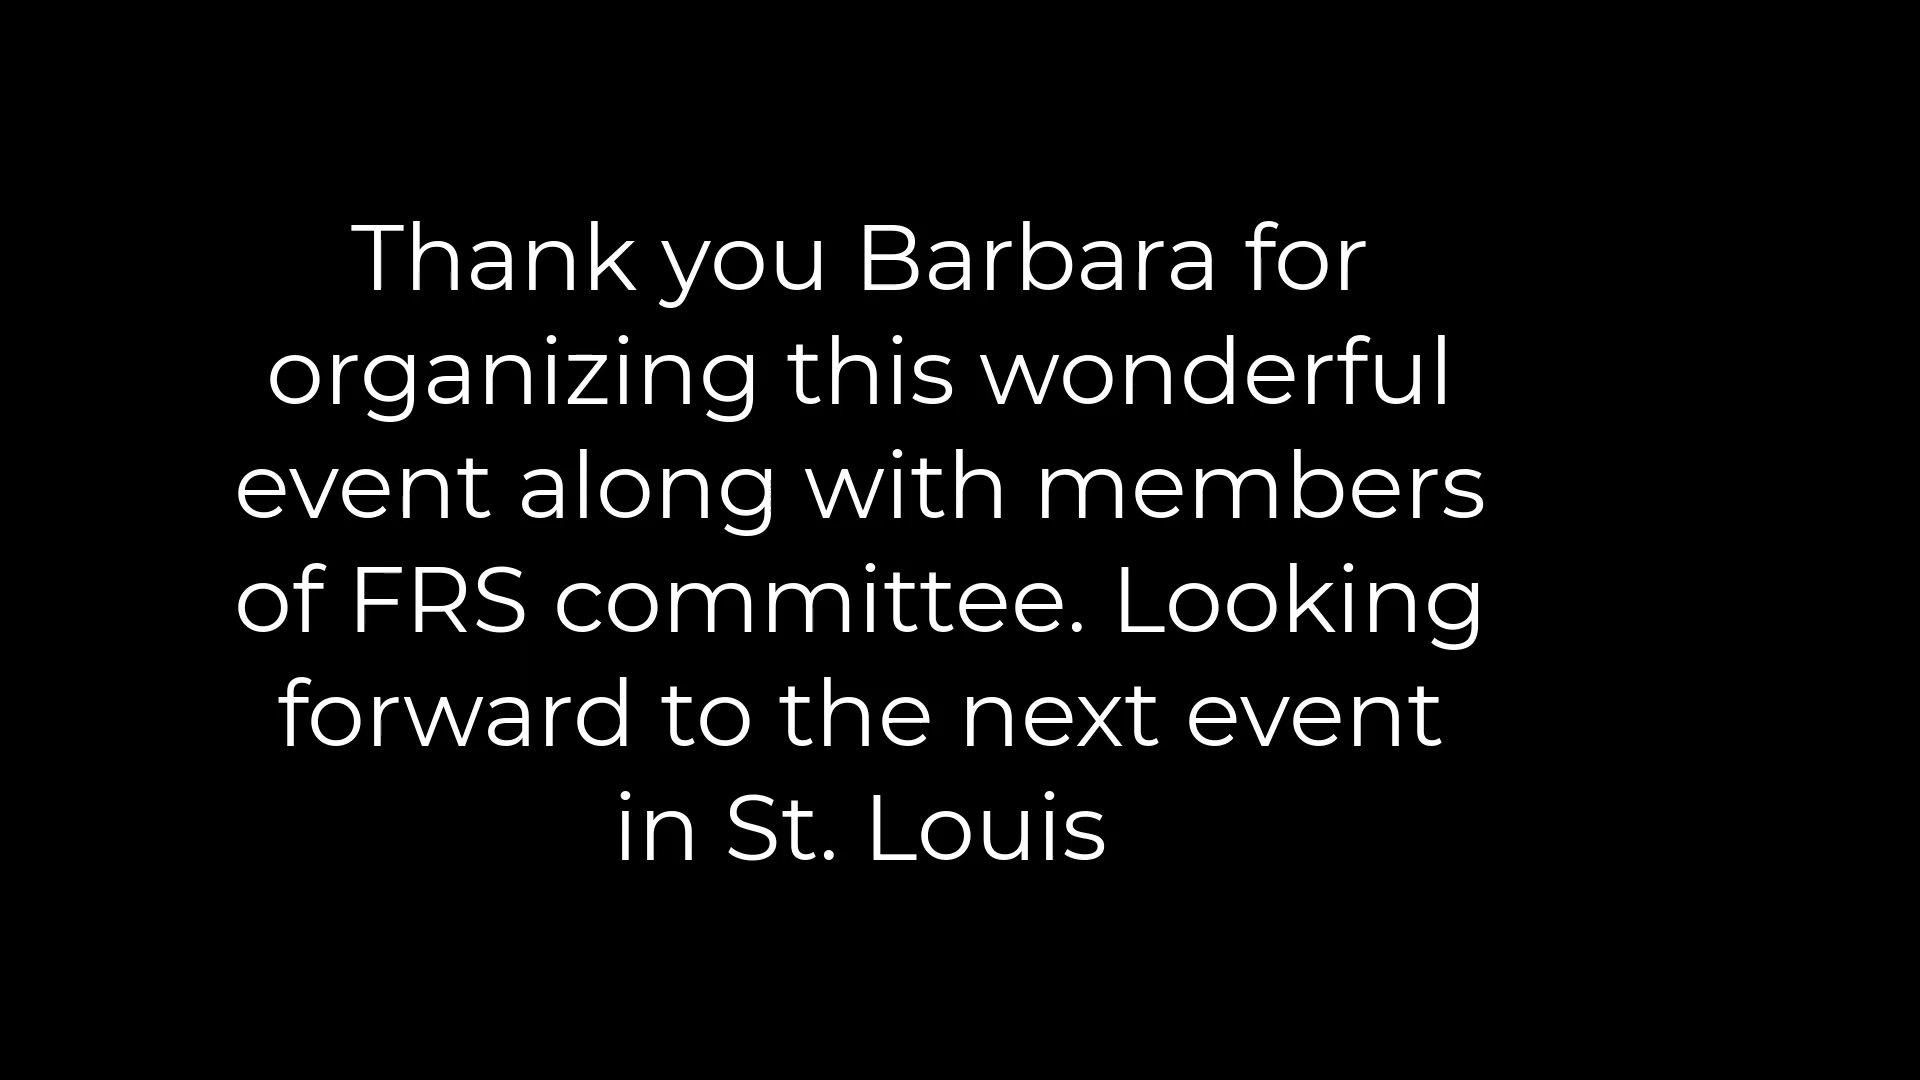 Thank you Barbara for
organizing this wonderful
event along with members
of FRS committee. Looking
forward to the next event
in St. Louis